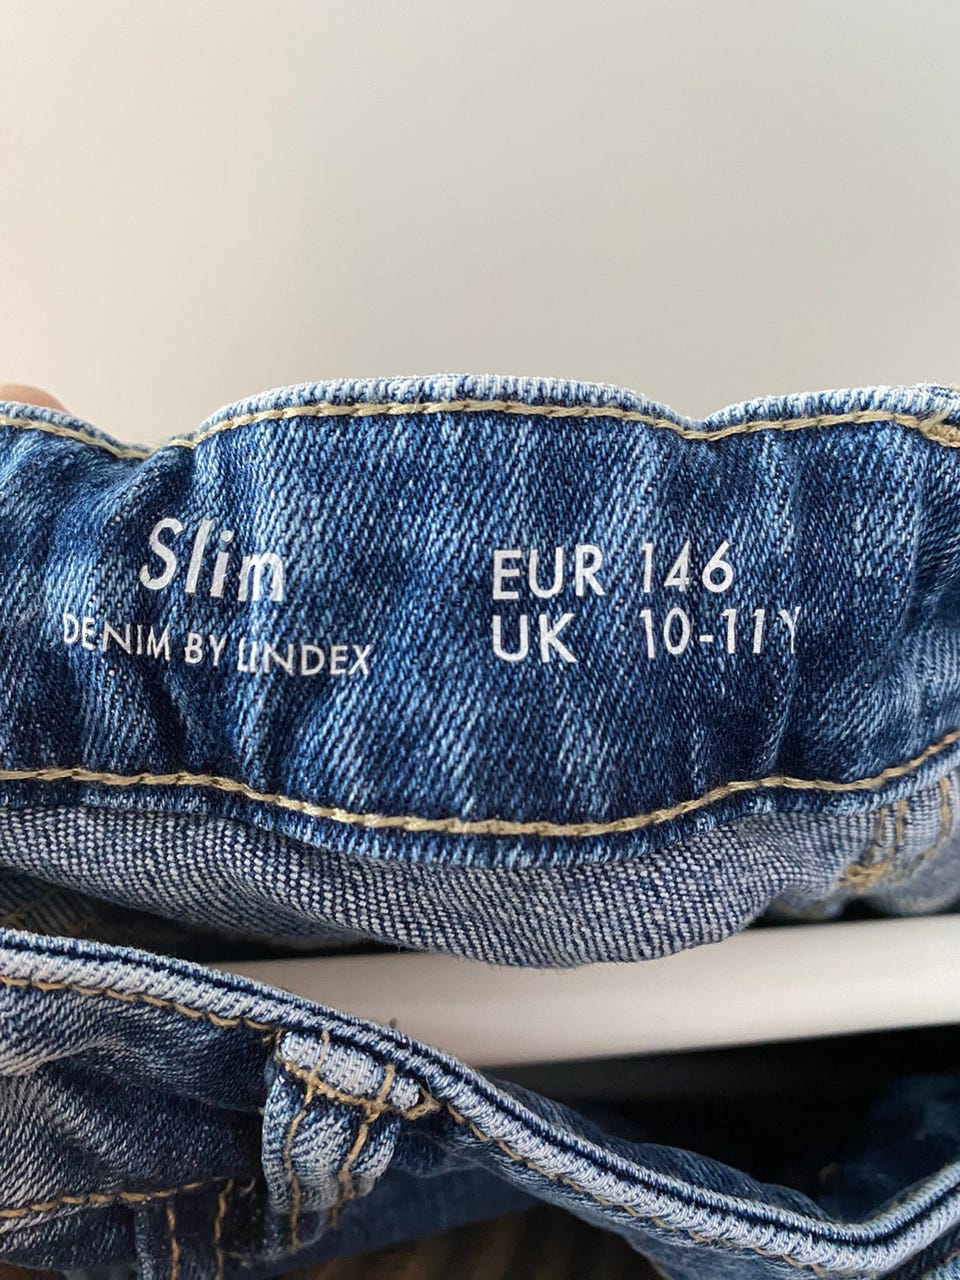 Slim
DENIM BY LINDEX
EUR 146
UK 10-11Y